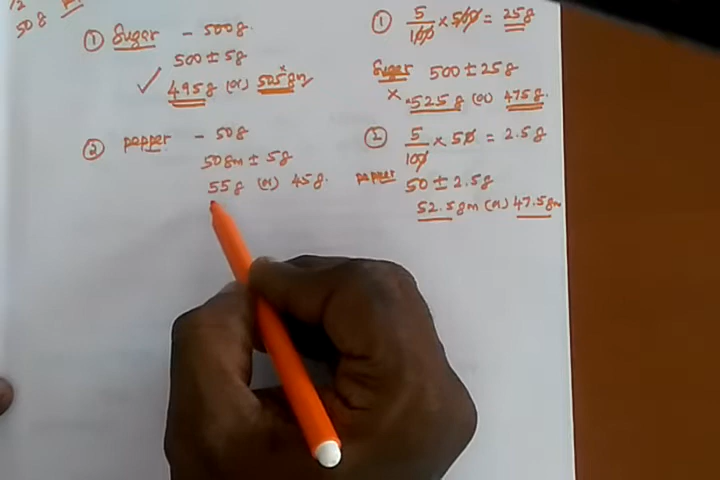 12
50g
① Sugar - 500g.
500 ± 5g
✓ 495g (or) 505gm
② pepper - 50g
50gm ± 5g
55g (or) 45g.
① 5/100 × 500 = 25g
Sugar 500 ± 25g
× 525g (or) 475g.
② 5/100 × 50 = 2.5g
pepper 50 ± 2.5g
52.5gm (or) 47.5gm